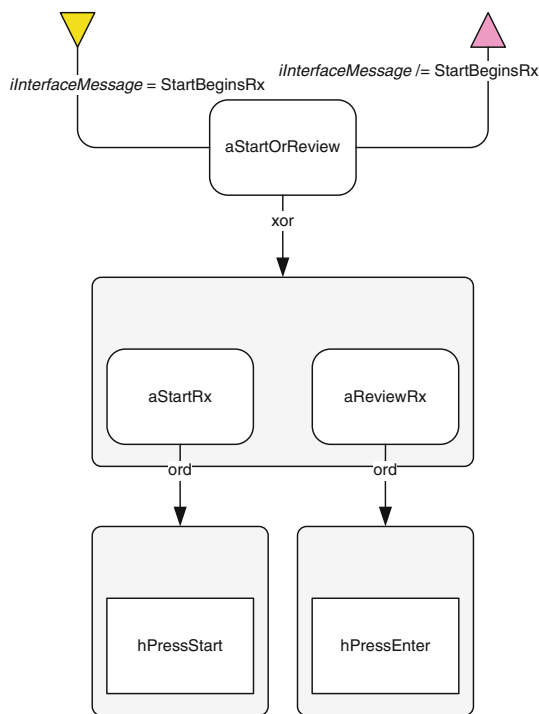 iInterfaceMessage = StartBeginsRx
iInterfaceMessage /= StartBeginsRx
aStartOrReview
xor
aStartRx
aReviewRx
ord
ord
hPressStart
hPressEnter